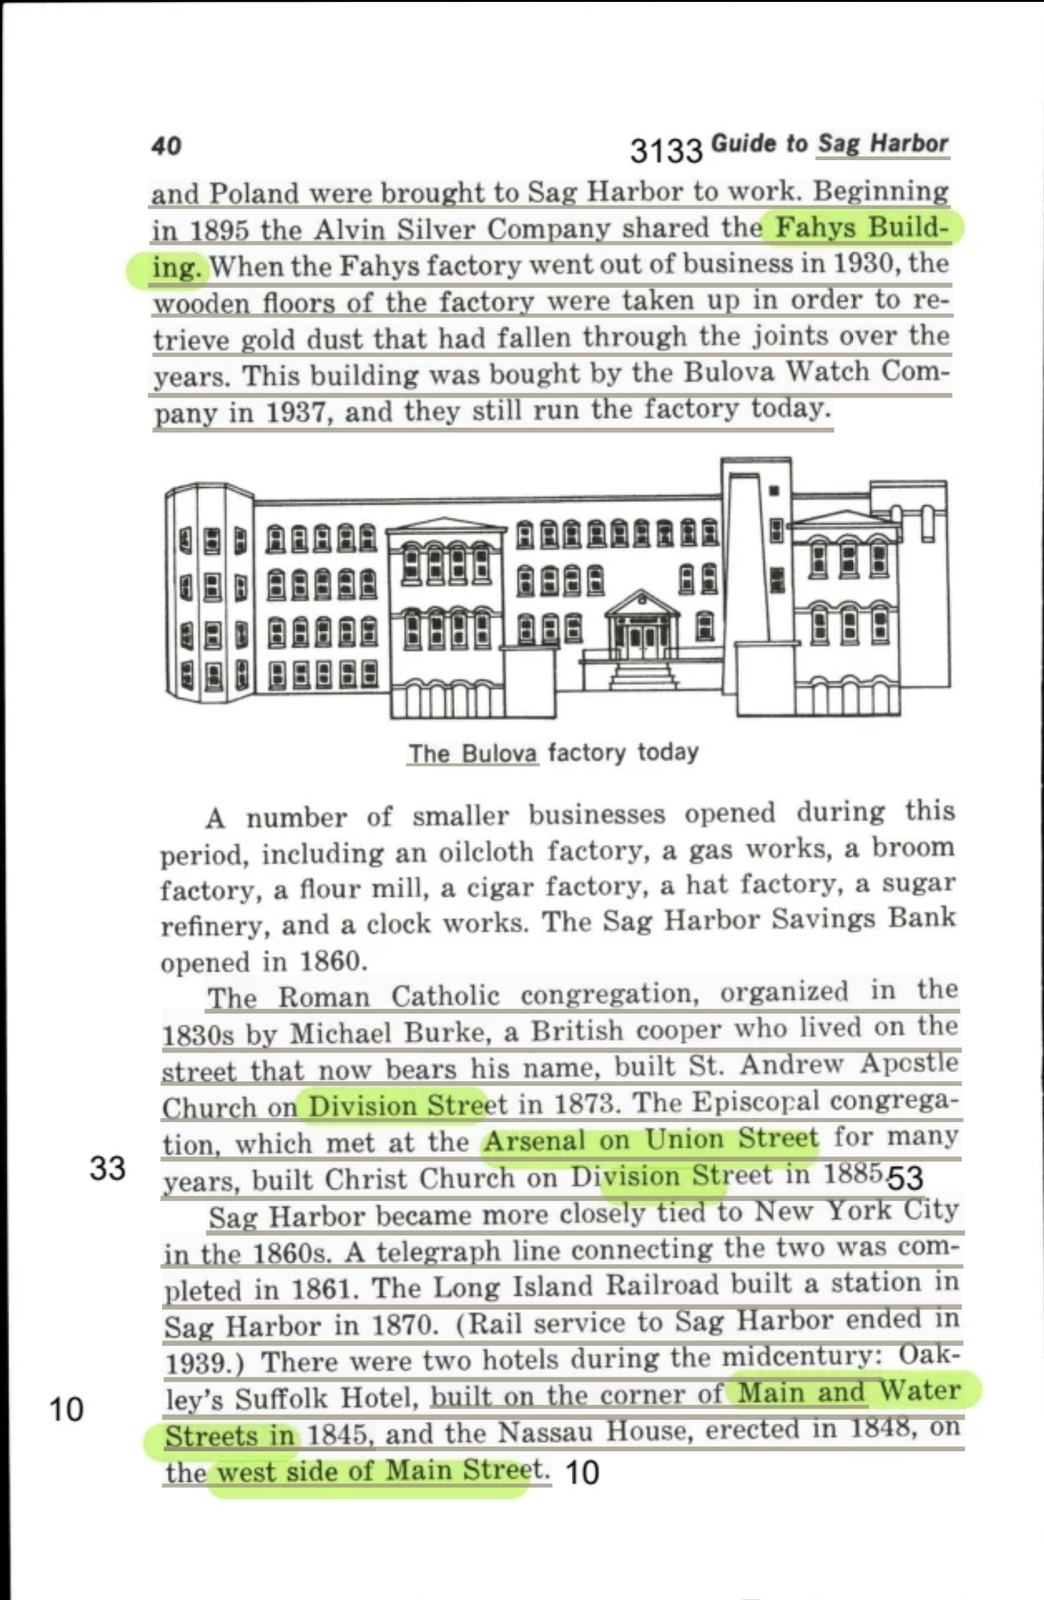 40
3133 Guide to Sag Harbor
and Poland were brought to Sag Harbor to work. Beginning
in 1895 the Alvin Silver Company shared the Fahys Build-
ing. When the Fahys factory went out of business in 1930, the
wooden floors of the factory were taken up in order to re-
trieve gold dust that had fallen through the joints over the
years. This building was bought by the Bulova Watch Com-
pany in 1937, and they still run the factory today.
The Bulova factory today
A number of smaller businesses opened during this
period, including an oilcloth factory, a gas works, a broom
factory, a flour mill, a cigar factory, a hat factory, a sugar
refinery, and a clock works. The Sag Harbor Savings Bank
opened in 1860.
The Roman Catholic congregation, organized in the
1830s by Michael Burke, a British cooper who lived on the
street that now bears his name, built St. Andrew Apostle
Church on Division Street in 1873. The Episcopal congrega-
tion, which met at the Arsenal on Union Street for many
33
years, built Christ Church on Division Street in 1885.53
Sag Harbor became more closely tied to New York City
in the 1860s. A telegraph line connecting the two was com-
pleted in 1861. The Long Island Railroad built a station in
Sag Harbor in 1870. (Rail service to Sag Harbor ended in
1939.) There were two hotels during the midcentury: Oak-
ley's Suffolk Hotel, built on the corner of Main and Water
10
Streets in 1845, and the Nassau House, erected in 1848, on
the west side of Main Street. 10